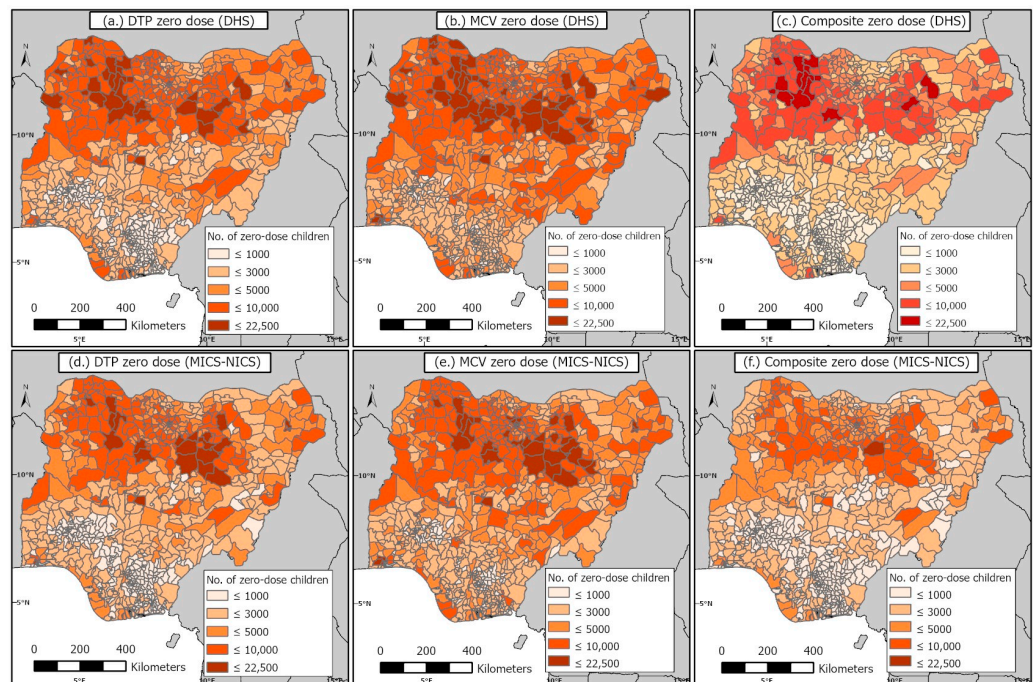 (a.) DTP zero dose (DHS)
N
10°N
5°N
No. of zero-dose children
≤ 1000
≤ 3000
≤ 5000
≤ 10,000
≤ 22,500
0 200 400
Kilometers
5°E 10°E 15°E
(b.) MCV zero dose (DHS)
N
10°N
5°N
No. of zero-dose children
≤ 1000
≤ 3000
≤ 5000
≤ 10,000
≤ 22,500
0 200 400
Kilometers
5°E 10°E 15°E
(c.) Composite zero dose (DHS)
N
10°N
5°N
No. of zero-dose children
≤ 1000
≤ 3000
≤ 5000
≤ 10,000
≤ 22,500
0 200 400
Kilometers
5°E 10°E 15°E
(d.) DTP zero dose (MICS-NICS)
N
10°N
5°N
No. of zero-dose children
≤ 1000
≤ 3000
≤ 5000
≤ 10,000
≤ 22,500
0 200 400
Kilometers
5°E 10°E
(e.) MCV zero dose (MICS-NICS)
N
10°N
5°N
No. of zero-dose children
≤ 1000
≤ 3000
≤ 5000
≤ 10,000
≤ 22,500
0 200 400
Kilometers
5°E 10°E
(f.) Composite zero dose (MICS-NICS)
N
10°N
5°N
No. of zero-dose children
≤ 1000
≤ 3000
≤ 5000
≤ 10,000
≤ 22,500
0 200 400
Kilometers
5°E 10°E